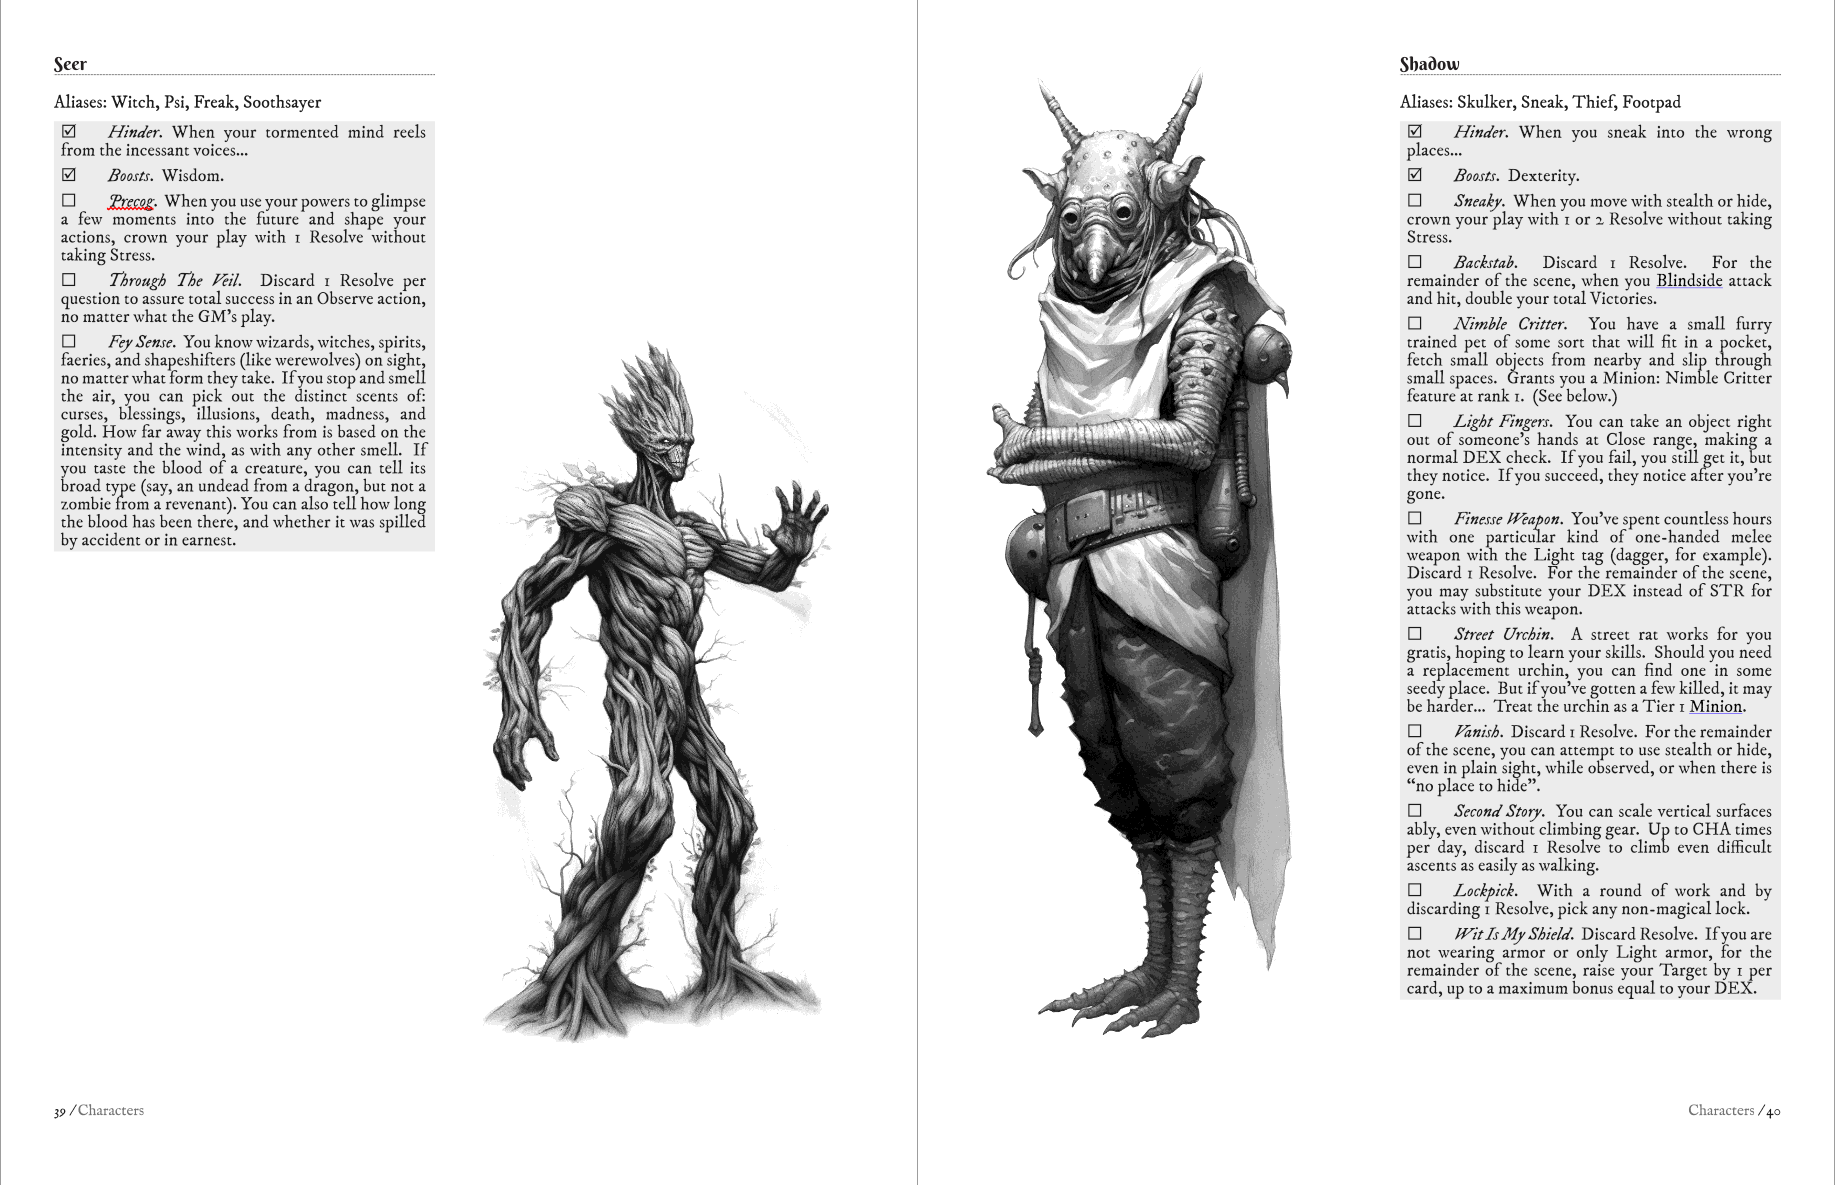 Seer
Aliases: Witch, Psi, Freak, Soothsayer
☑ Hinder. When your tormented mind reels
from the incessant voices...
☑ Boosts. Wisdom.
☐ Precog. When you use your powers to glimpse
a few moments into the future and shape your
actions, crown your play with 1 Resolve without
taking Stress.
☐ Through The Veil. Discard 1 Resolve per
question to assure total success in an Observe action,
no matter what the GM's play.
☐ Fey Sense. You know wizards, witches, spirits,
faeries, and shapeshifters (like werewolves) on sight,
no matter what form they take. If you stop and smell
the air, you can pick out the distinct scents of:
curses, blessings, illusions, death, madness, and
gold. How far away this works from is based on the
intensity and the wind, as with any other smell. If
you taste the blood of a creature, you can tell its
broad type (say, an undead from a dragon, but not a
zombie from a revenant). You can also tell how long
the blood has been there, and whether it was spilled
by accident or in earnest.
39 / Characters
Shadow
Aliases: Skulker, Sneak, Thief, Footpad
☑ Hinder. When you sneak into the wrong
places...
☑ Boosts. Dexterity.
☐ Sneaky. When you move with stealth or hide,
crown your play with 1 or 2 Resolve without taking
Stress.
☐ Backstab. Discard 1 Resolve. For the
remainder of the scene, when you Blindside attack
and hit, double your total Victories.
☐ Nimble Critter. You have a small furry
trained pet of some sort that will fit in a pocket,
fetch small objects from nearby and slip through
small spaces. Grants you a Minion: Nimble Critter
feature at rank 1. (See below.)
☐ Light Fingers. You can take an object right
out of someone's hands at Close range, making a
normal DEX check. If you fail, you still get it, but
they notice. If you succeed, they notice after you're
gone.
☐ Finesse Weapon. You've spent countless hours
with one particular kind of one-handed melee
weapon with the Light tag (dagger, for example).
Discard 1 Resolve. For the remainder of the scene,
you may substitute your DEX instead of STR for
attacks with this weapon.
☐ Street Urchin. A street rat works for you
gratis, hoping to learn your skills. Should you need
a replacement urchin, you can find one in some
seedy place. But if you've gotten a few killed, it may
be harder... Treat the urchin as a Tier 1 Minion.
☐ Vanish. Discard 1 Resolve. For the remainder
of the scene, you can attempt to use stealth or hide,
even in plain sight, while observed, or when there is
“no place to hide”.
☐ Second Story. You can scale vertical surfaces
ably, even without climbing gear. Up to CHA times
per day, discard 1 Resolve to climb even difficult
ascents as easily as walking.
☐ Lockpick. With a round of work and by
discarding 1 Resolve, pick any non-magical lock.
☐ Wit Is My Shield. Discard Resolve. If you are
not wearing armor or only Light armor, for the
remainder of the scene, raise your Target by 1 per
card, up to a maximum bonus equal to your DEX.
Characters / 40